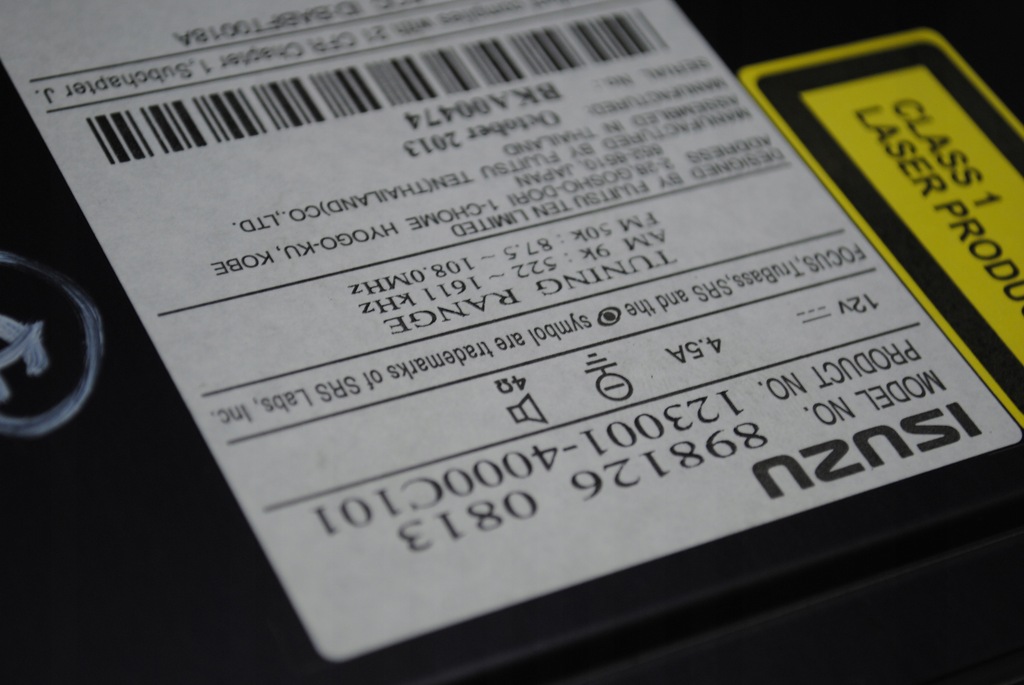 ISUZU
MODEL NO. 898126 0813
PRODUCT NO. 123001-4000C101
12v 4.5A 4Ω
FOCUS,TruBass,SRS and the symbol are trademarks of SRS Labs, Inc.
TUNING RANGE
AM 9k : 522 ~ 1611 kHz
FM 50k : 87.5 ~ 108.0MHz
DESIGNED BY FUJITSU TEN LIMITED
ADDRESS 2-28 GOSHO-DORI 1-CHOME HYOGO-KU, KOBE
652-8510, JAPAN
MANUFACTURED BY FUJITSU TEN(THAILAND)CO.,LTD.
ASSEMBLED IN THAILAND
MANUFACTURED: October 2013
SERIAL Nr.: BKA00474
complies with 21 CFR Chapter 1,Subchapter J.
ID:BABFT0018A
CLASS 1
LASER PRODU